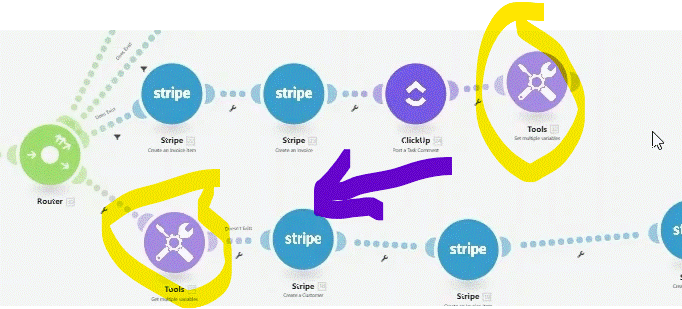 Does Exist
Does Exist
stripe
Stripe
Create an Invoice Item
stripe
Stripe
Create an Invoice
ClickUp
Post a Task Comment
Tools
Get multiple variables
Router
Tools
Get multiple variables
Doesn't Exist
stripe
Stripe
Create a Customer
stripe
Stripe
Create an Invoice Item
s
S